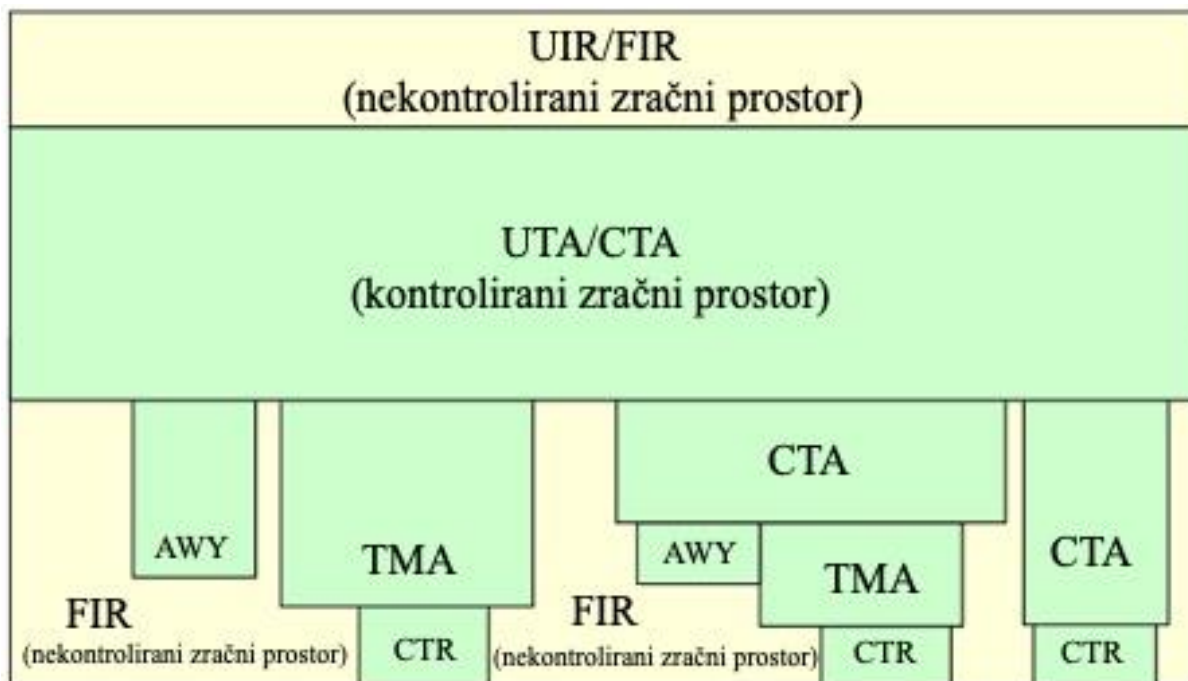 UIR/FIR
(nekontrolirani zračni prostor)
UTA/CTA
(kontrolirani zračni prostor)
AWY
TMA
FIR
(nekontrolirani zračni prostor)
CTR
CTA
AWY
TMA
FIR
(nekontrolirani zračni prostor)
CTR
CTA
CTR